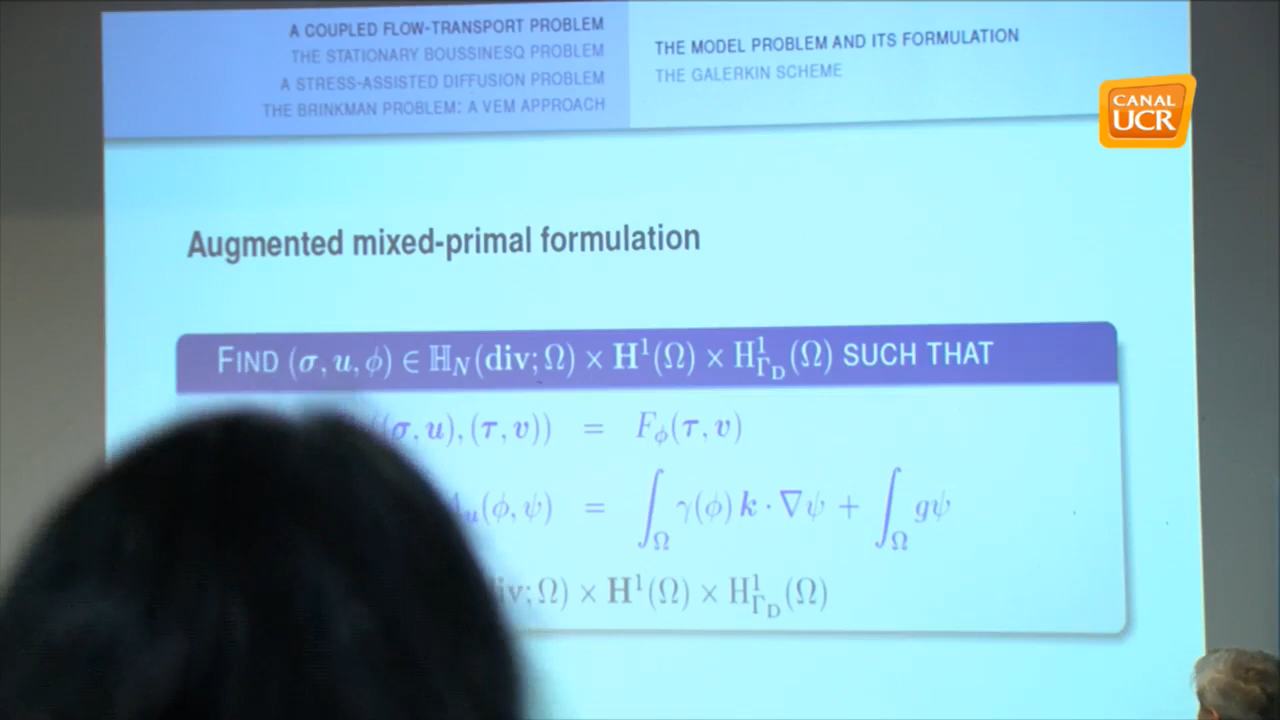 A COUPLED FLOW-TRANSPORT PROBLEM
THE STATIONARY BOUSSINESQ PROBLEM
A STRESS-ASSISTED DIFFUSION PROBLEM
THE BRINKMAN PROBLEM: A VEM APPROACH
THE MODEL PROBLEM AND ITS FORMULATION
THE GALERKIN SCHEME
CANAL
UCR
Augmented mixed-primal formulation
FIND (σ, u, ϕ) ∈ ℍ_N(div; Ω) × H¹(Ω) × H¹_{Γ_D}(Ω) SUCH THAT
(σ, u), (τ, v)) = F_ϕ(τ, v)
_u(ϕ, ψ) = ∫_Ω γ(ϕ) k · ∇ψ + ∫_Ω gψ
iv; Ω) × H¹(Ω) × H¹_{Γ_D}(Ω)